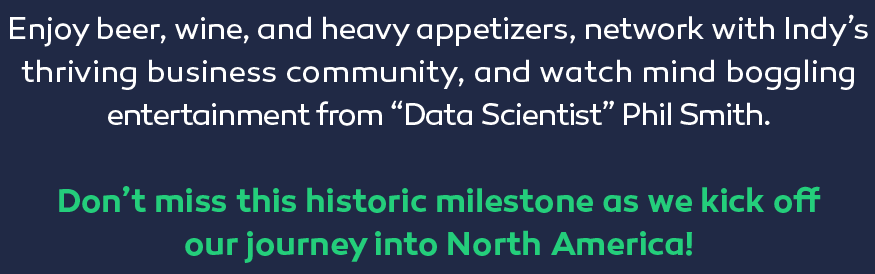 Enjoy beer, wine, and heavy appetizers, network with Indy’s
thriving business community, and watch mind boggling
entertainment from “Data Scientist” Phil Smith.
Don’t miss this historic milestone as we kick off
our journey into North America!